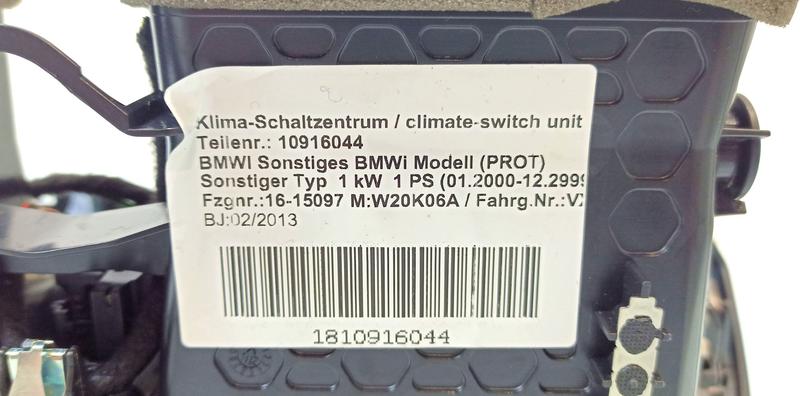 Klima-Schaltzentrum / climate-switch unit
Teilenr.: 10916044
BMWI Sonstiges BMWi Modell (PROT)
Sonstiger Typ 1 kW 1 PS (01.2000-12.2999
Fzgnr.:16-15097 M:W20K06A / Fahrg.Nr.:V
BJ:02/2013
1810916044